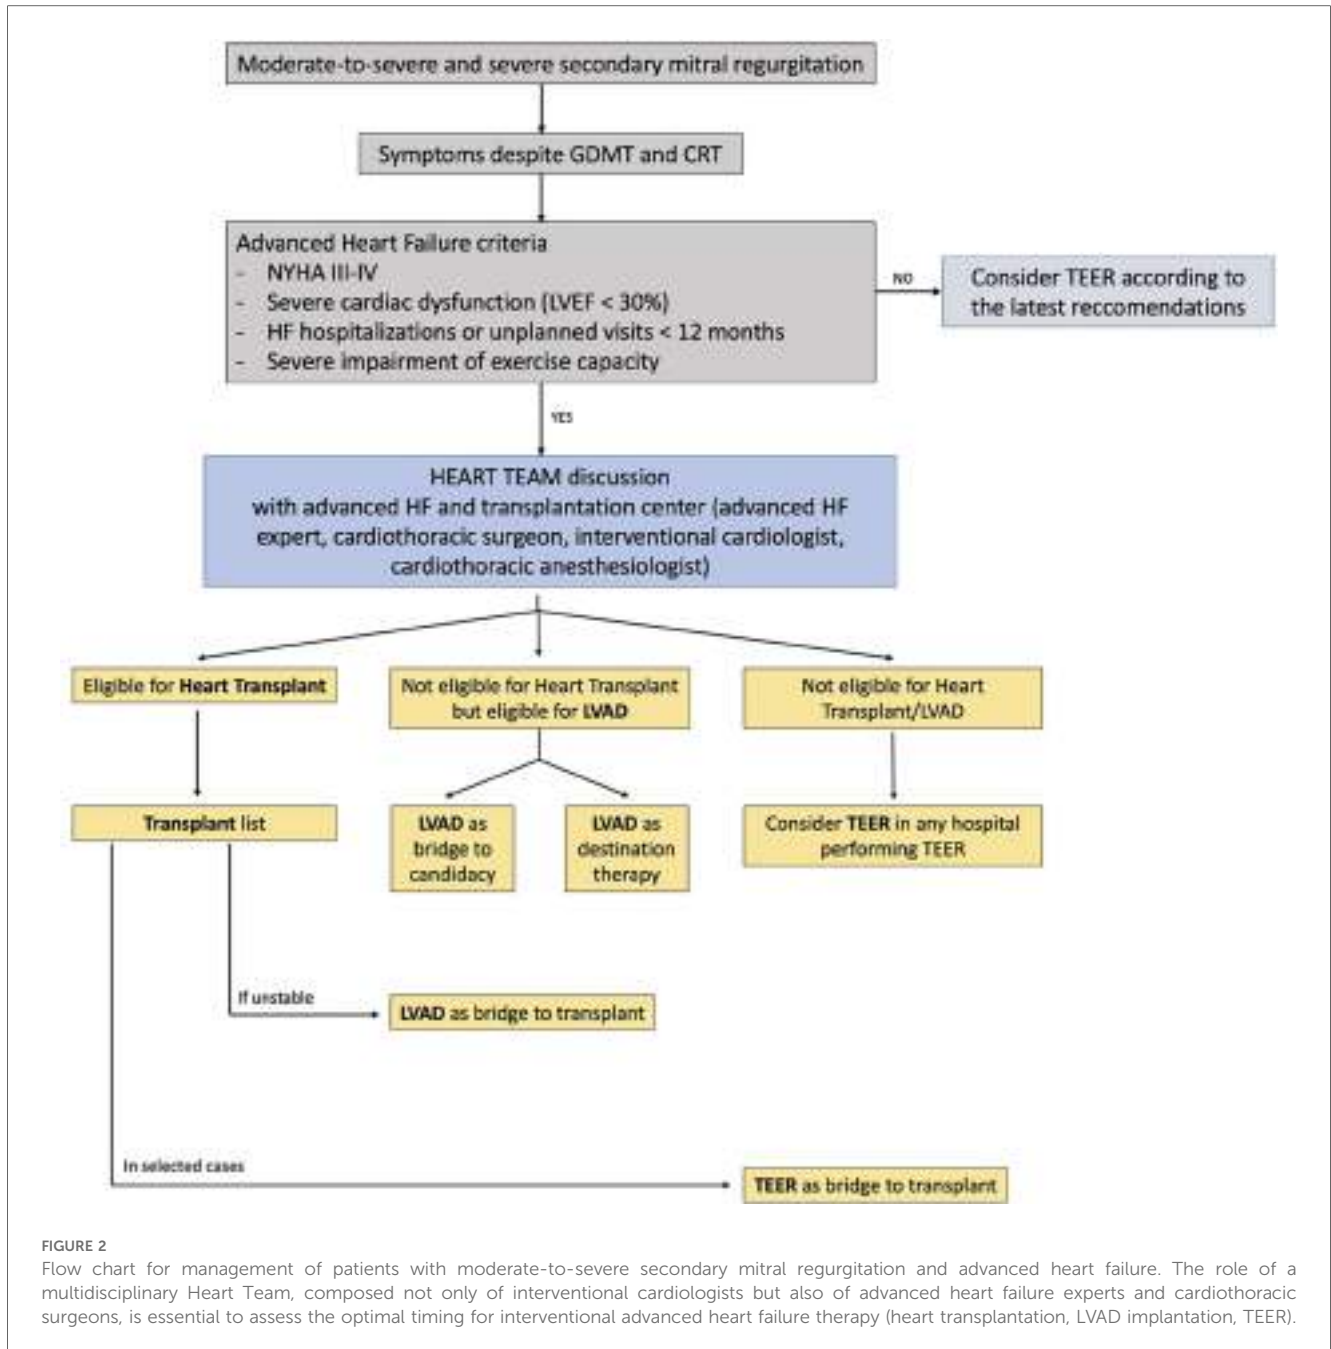 Moderate-to-severe and severe secondary mitral regurgitation
Symptoms despite GDMT and CRT
Advanced Heart Failure criteria
- NYHA III-IV
- Severe cardiac dysfunction (LVEF < 30%)
- HF hospitalizations or unplanned visits < 12 months
- Severe impairment of exercise capacity
NO
Consider TEER according to
the latest reccomendations
YES
HEART TEAM discussion
with advanced HF and transplantation center (advanced HF
expert, cardiothoracic surgeon, interventional cardiologist,
cardiothoracic anesthesiologist)
Eligible for Heart Transplant
Not eligible for Heart Transplant
but eligible for LVAD
Not eligible for Heart
Transplant/LVAD
Transplant list
LVAD as
bridge to
candidacy
LVAD as
destination
therapy
Consider TEER in any hospital
performing TEER
If unstable
LVAD as bridge to transplant
In selected cases
TEER as bridge to transplant
FIGURE 2
Flow chart for management of patients with moderate-to-severe secondary mitral regurgitation and advanced heart failure. The role of a
multidisciplinary Heart Team, composed not only of interventional cardiologists but also of advanced heart failure experts and cardiothoracic
surgeons, is essential to assess the optimal timing for interventional advanced heart failure therapy (heart transplantation, LVAD implantation, TEER).